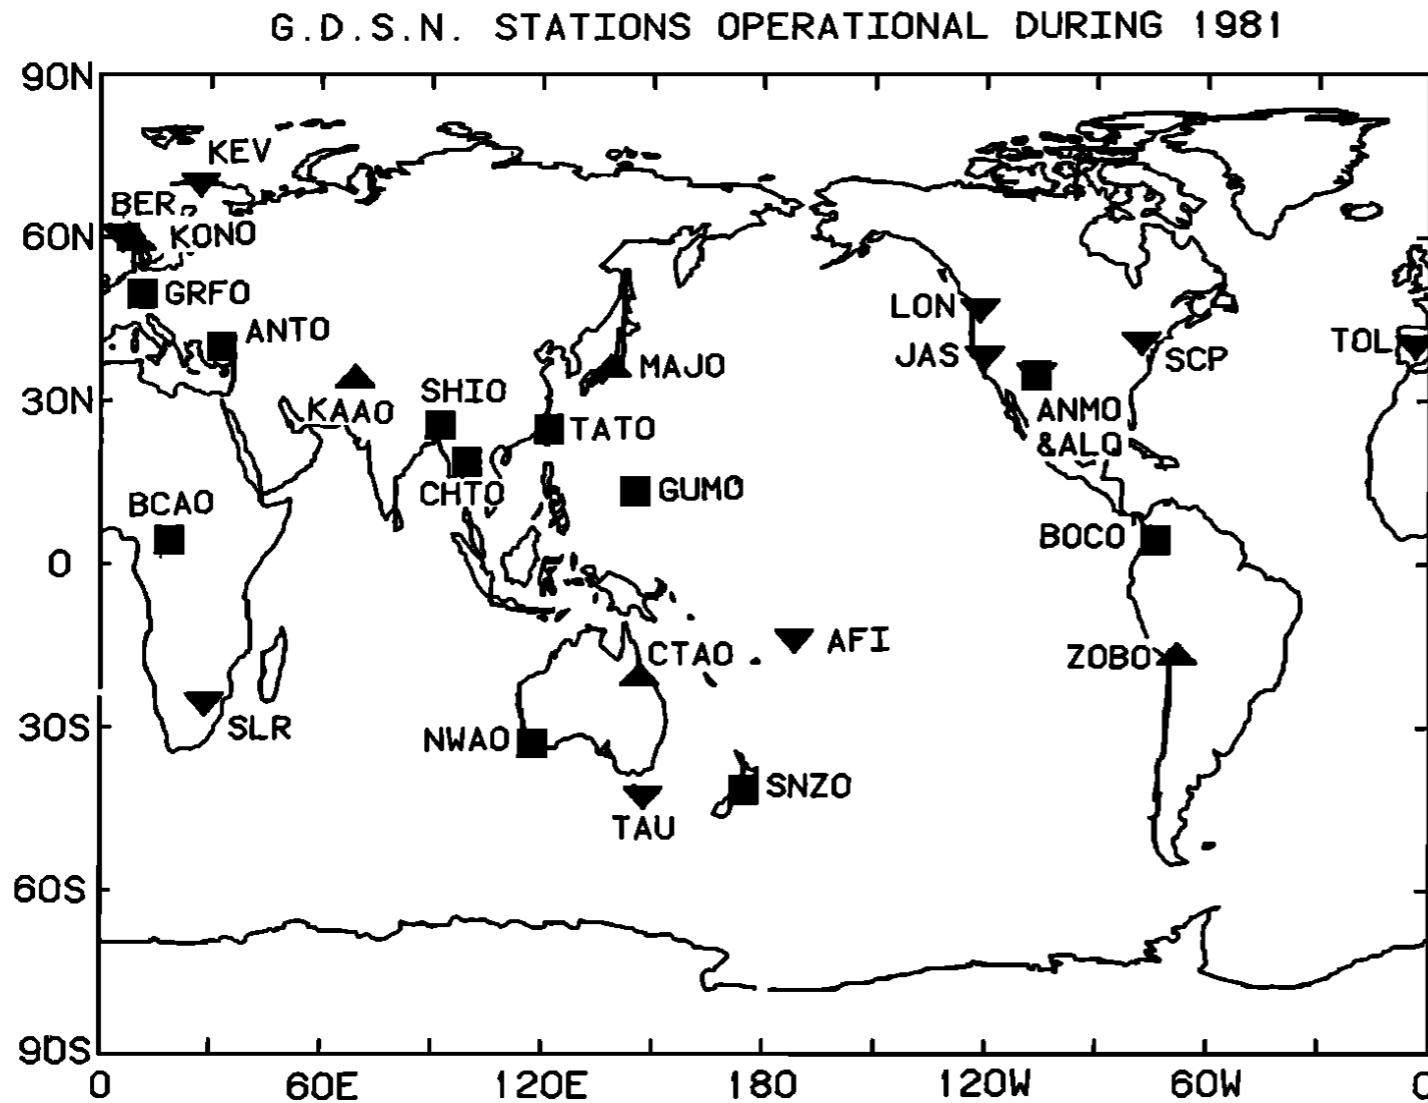 G.D.S.N. STATIONS OPERATIONAL DURING 1981
90N
KEV
BER
60N
KONO
GRFO
LON
ANTO
TOL
JAS
SCP
MAJO
SHIO
30N
KAAO
ANMO
TATO
&ALQ
CHTO
GUMO
BCAO
BOCO
0
AFI
CTAO
ZOBO
30S
SLR
NWAO
SNZO
TAU
60S
90S
0 60E 120E 180 120W 60W 0